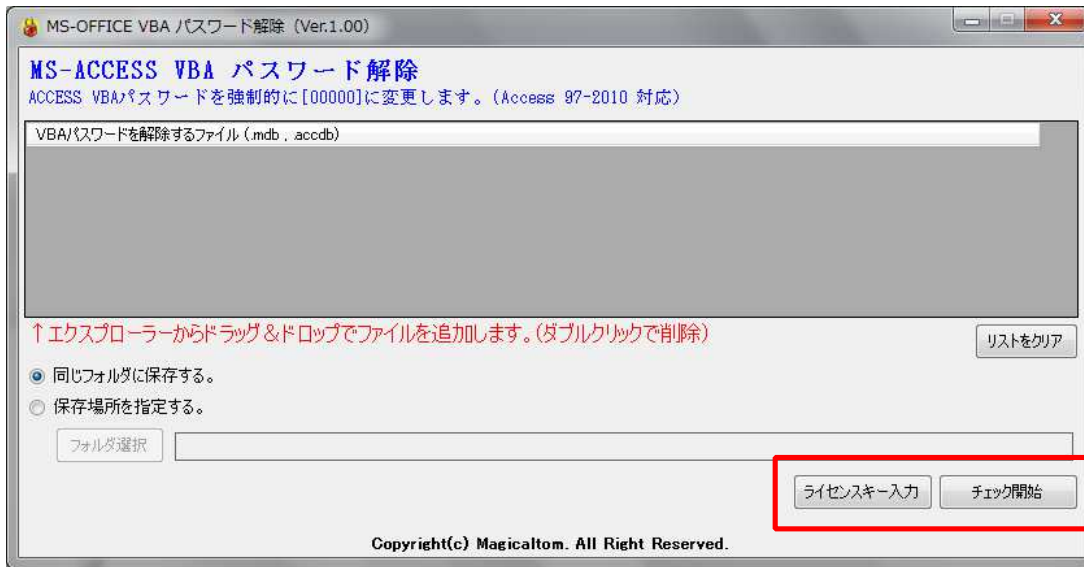 MS-OFFICE VBA パスワード解除 (Ver.1.00)
MS-ACCESS VBA パスワード解除
ACCESS VBAパスワードを強制的に[00000]に変更します。(Access 97-2010 対応)
VBAパスワードを解除するファイル (.mdb , .accdb)
↑エクスプローラーからドラッグ&ドロップでファイルを追加します。(ダブルクリックで削除)
リストをクリア
同じフォルダに保存する。
保存場所を指定する。
フォルダ選択
ライセンスキー入力 チェック開始
Copyright(c) Magicaltom. All Right Reserved.